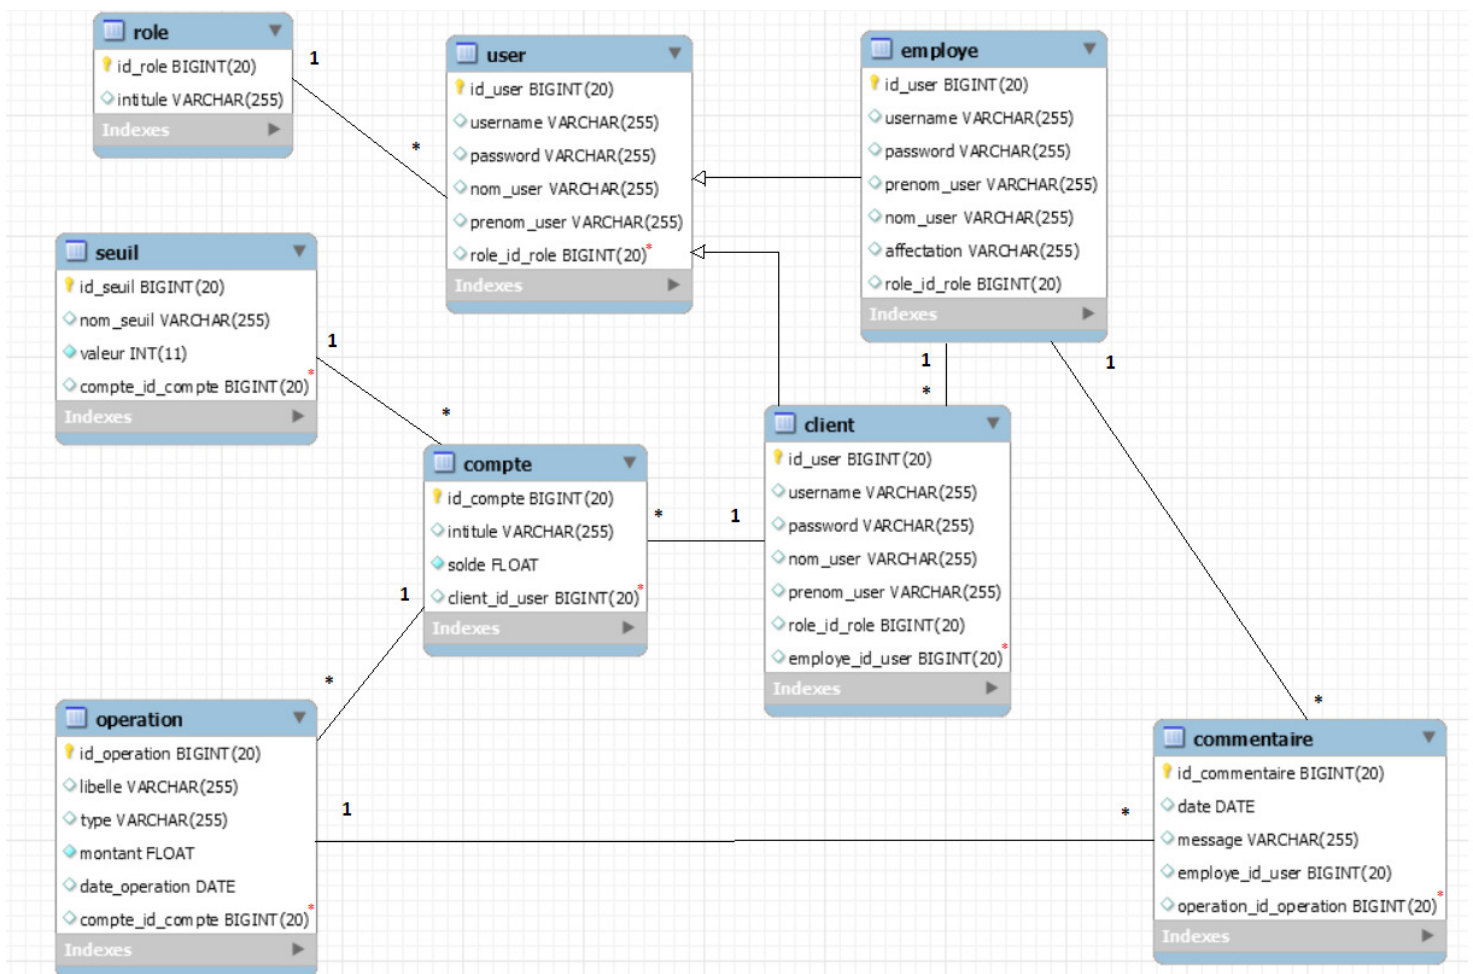 role
id_role BIGINT(20)
intitule VARCHAR(255)
Indexes
1
*
user
id_user BIGINT(20)
username VARCHAR(255)
password VARCHAR(255)
nom_user VARCHAR(255)
prenom_user VARCHAR(255)
role_id_role BIGINT(20)*
Indexes
employe
id_user BIGINT(20)
username VARCHAR(255)
password VARCHAR(255)
prenom_user VARCHAR(255)
nom_user VARCHAR(255)
affectation VARCHAR(255)
role_id_role BIGINT(20)
Indexes
seuil
id_seuil BIGINT(20)
nom_seuil VARCHAR(255)
valeur INT(11)
compte_id_compte BIGINT(20)*
Indexes
1
*
1
*
1
compte
id_compte BIGINT(20)
intitule VARCHAR(255)
solde FLOAT
client_id_user BIGINT(20)*
Indexes
*
1
client
id_user BIGINT(20)
username VARCHAR(255)
password VARCHAR(255)
nom_user VARCHAR(255)
prenom_user VARCHAR(255)
role_id_role BIGINT(20)
employe_id_user BIGINT(20)*
Indexes
1
*
operation
id_operation BIGINT(20)
libelle VARCHAR(255)
type VARCHAR(255)
montant FLOAT
date_operation DATE
compte_id_compte BIGINT(20)*
Indexes
1
*
*
commentaire
id_commentaire BIGINT(20)
date DATE
message VARCHAR(255)
employe_id_user BIGINT(20)
operation_id_operation BIGINT(20)*
Indexes